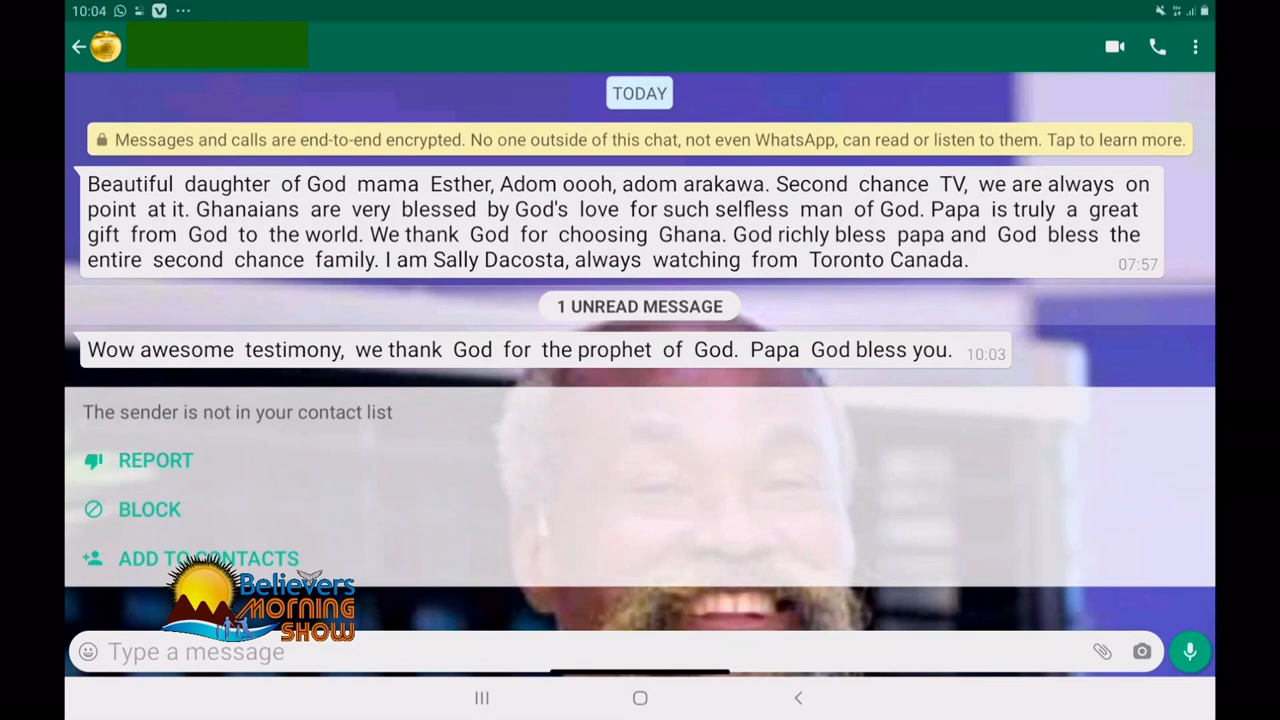 10:04
TODAY
Messages and calls are end-to-end encrypted. No one outside of this chat, not even WhatsApp, can read or listen to them. Tap to learn more.
Beautiful daughter of God mama Esther, Adom oooh, adom arakawa. Second chance TV, we are always on
point at it. Ghanaians are very blessed by God's love for such selfless man of God. Papa is truly a great
gift from God to the world. We thank God for choosing Ghana. God richly bless papa and God bless the
entire second chance family. I am Sally Dacosta, always watching from Toronto Canada.
07:57
1 UNREAD MESSAGE
Wow awesome testimony, we thank God for the prophet of God. Papa God bless you. 10:03
The sender is not in your contact list
REPORT
BLOCK
ADD TO CONTACTS
Believers
MORNING
SHOW
Type a message